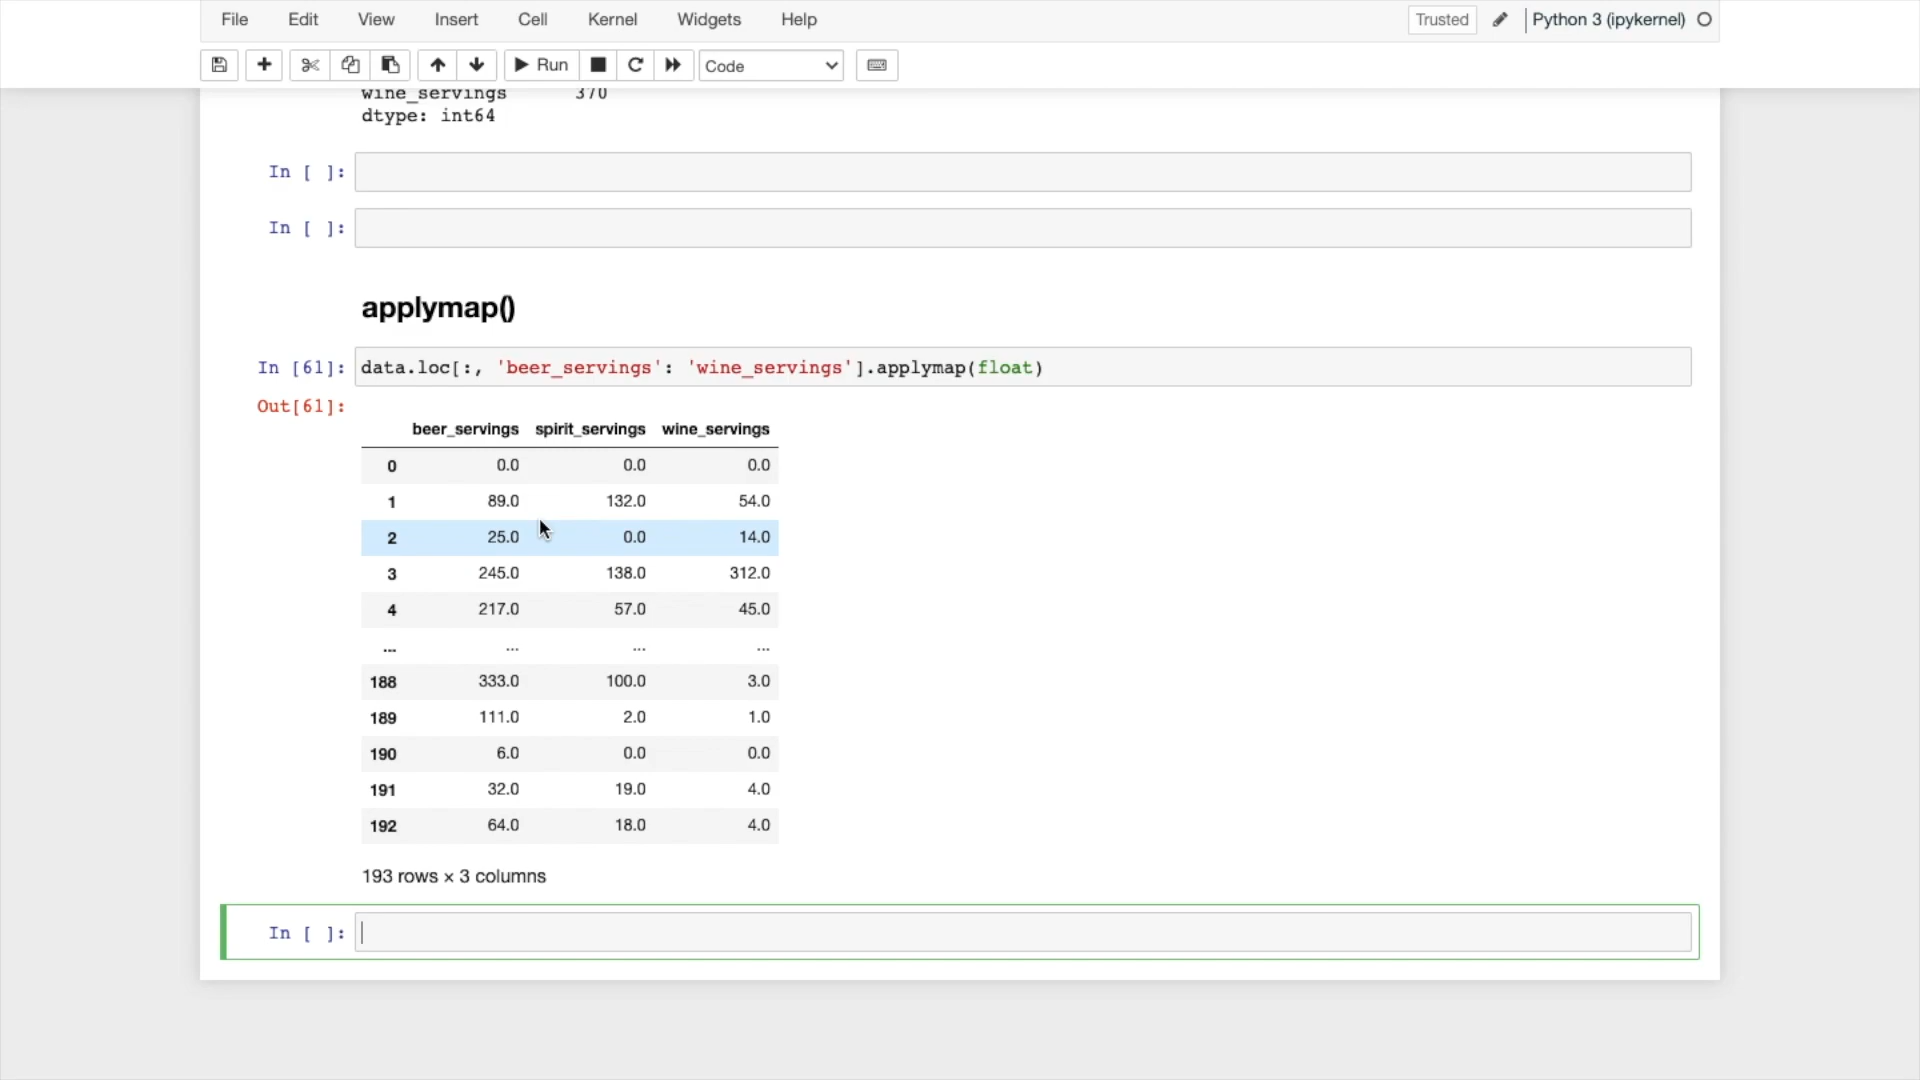 File Edit View Insert Cell Kernel Widgets Help Trusted Python 3 (ipykernel)
Run Code
wine_servings 370
dtype: int64
In [ ]:
In [ ]:
applymap()
In [61]: data.loc[:, 'beer_servings': 'wine_servings'].applymap(float)
Out[61]:
beer_servings spirit_servings wine_servings
0 0.0 0.0 0.0
1 89.0 132.0 54.0
2 25.0 0.0 14.0
3 245.0 138.0 312.0
4 217.0 57.0 45.0
... ... ... ...
188 333.0 100.0 3.0
189 111.0 2.0 1.0
190 6.0 0.0 0.0
191 32.0 19.0 4.0
192 64.0 18.0 4.0
193 rows × 3 columns
In [ ]: